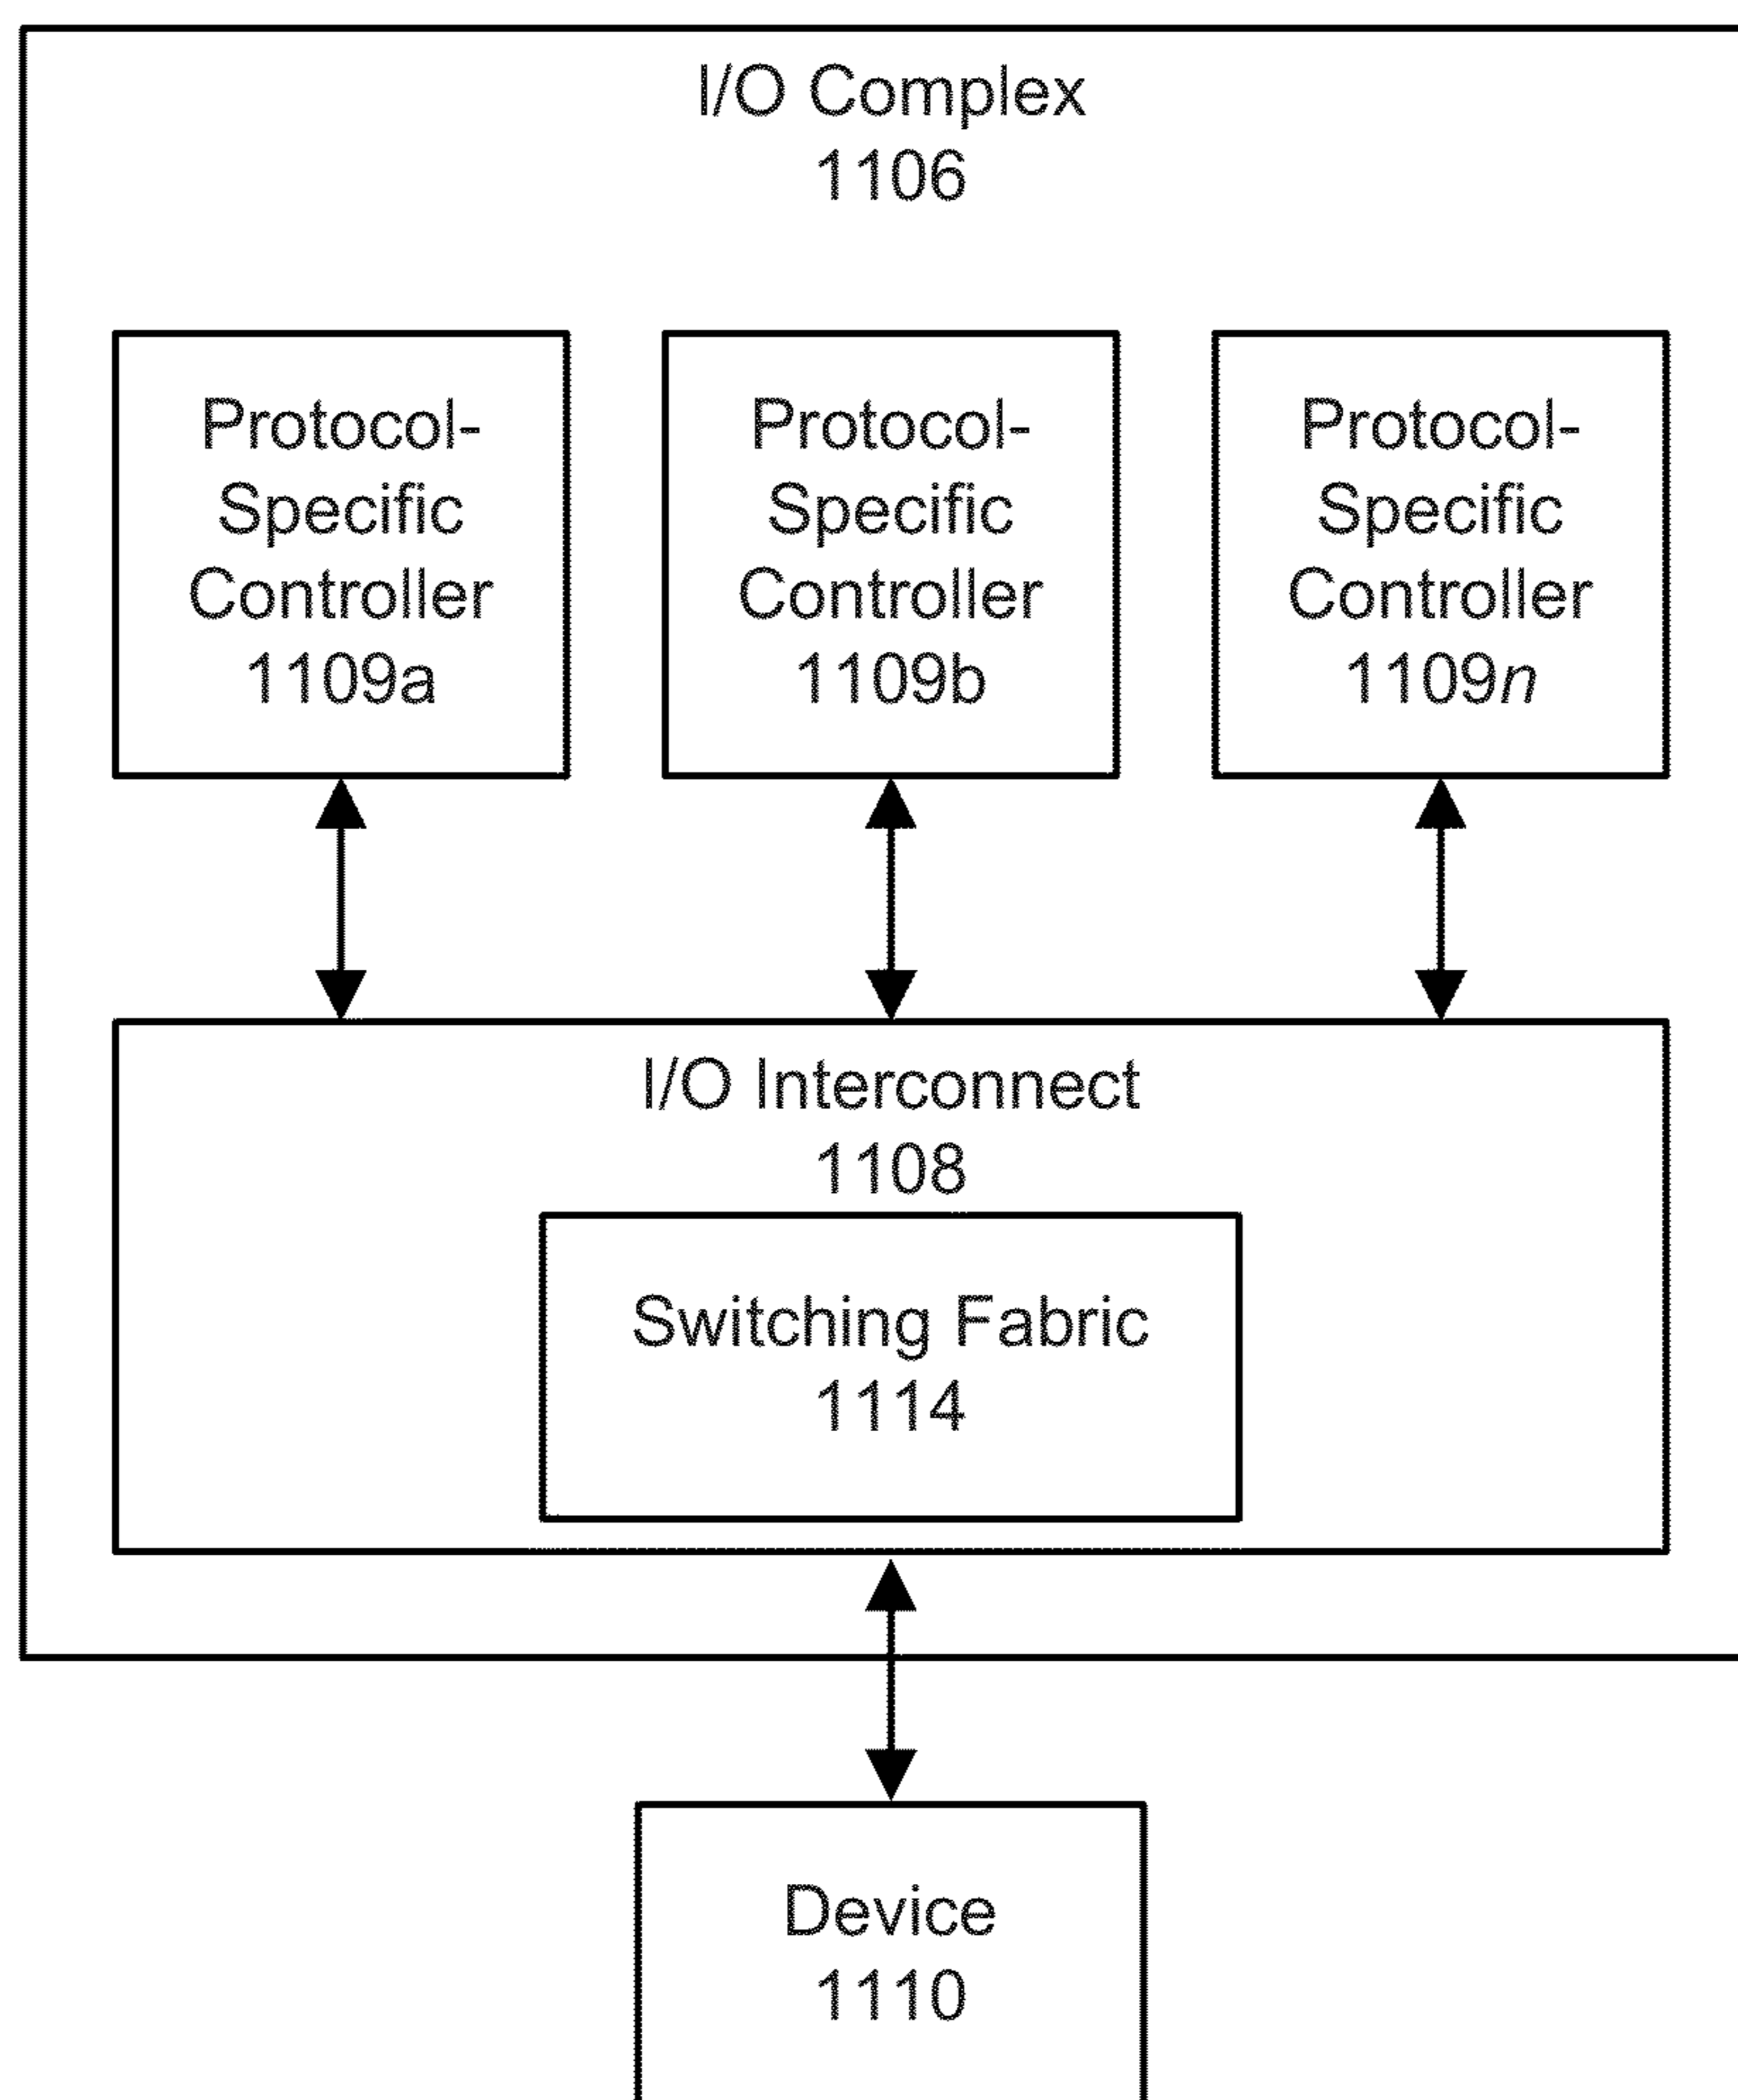 I/O Complex
1106
Protocol-
Specific
Controller
1109a
Protocol-
Specific
Controller
1109b
Protocol-
Specific
Controller
1109n
I/O Interconnect
1108
Switching Fabric
1114
Device
1110